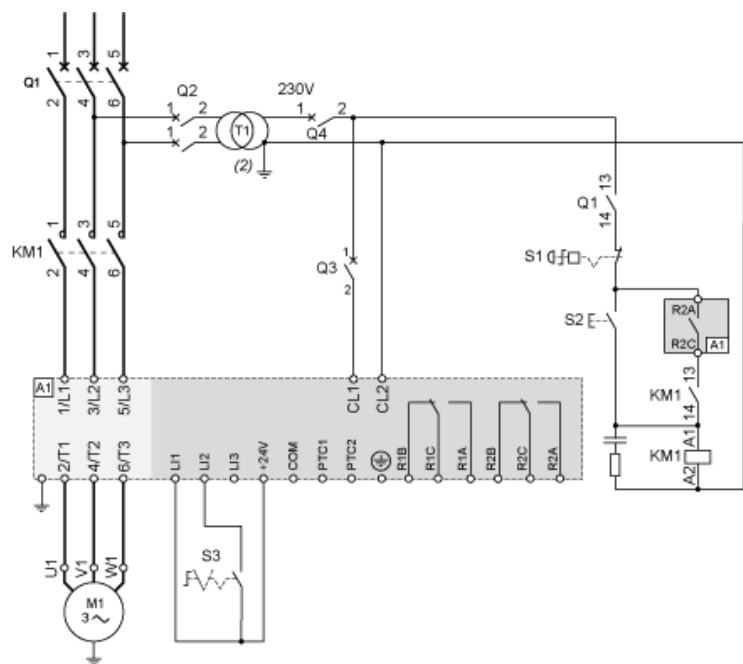 1 3 5
Q1
2 4 6
Q2
1 2
2
T1
(2)
230V
1 2
Q4
13
Q1
14
1 3 5
KM1
2 4 6
1
Q3
2
S1
S2
R2A
R2C
A1
13
KM1
14
A1
KM1
A2
A1
1/L1 3/L2 5/L3
CL1 CL2
2/T1 4/T2 6/T3
LI1 LI2 LI3 +24V COM PTC1 PTC2 R1B R1C R1A R2B R2C R2A
S3
U1 V1 W1
M1
3